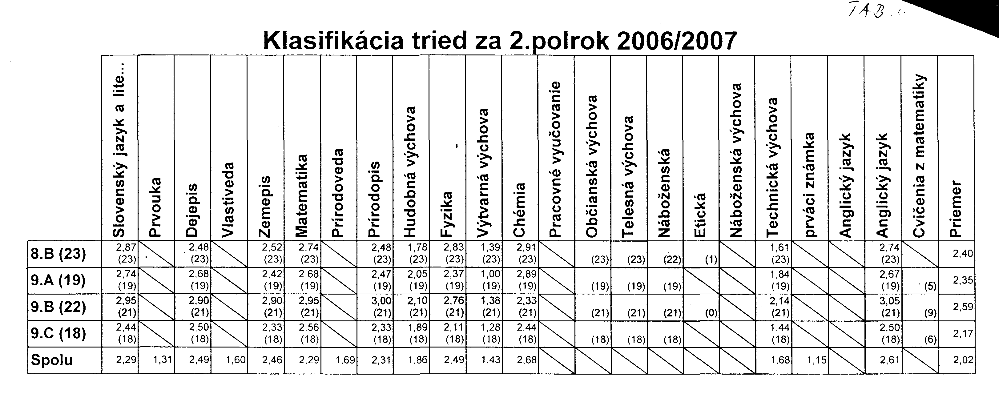 TAB.
Klasifikácia tried za 2.polrok 2006/2007
Slovenský jazyk a lite... Prvouka Dejepis Vlastiveda Zemepis Matematika Prírodoveda Prírodopis Hudobná výchova Fyzika Výtvarná výchova Chémia Pracovné vyučovanie Občianská výchova Telesná výchova Náboženská Etická Náboženská výchova Technická výchova prváci známka Anglický jazyk Anglický jazyk Cvičenia z matematiky Priemer
8.B (23) 2,87 (23) 2,48 (23) 2,52 (23) 2,74 (23) 2,48 (23) 1,78 (23) 2,83 (23) 1,39 (23) 2,91 (23) (23) (23) (22) (1) 1,61 (23) 2,74 (23) 2,40
9.A (19) 2,74 (19) 2,68 (19) 2,42 (19) 2,68 (19) 2,47 (19) 2,05 (19) 2,37 (19) 1,00 (19) 2,89 (19) (19) (19) (19) 1,84 (19) 2,67 (19) (5) 2,35
9.B (22) 2,95 (21) 2,90 (21) 2,90 (21) 2,95 (21) 3,00 (21) 2,10 (21) 2,76 (21) 1,38 (21) 2,33 (21) (21) (21) (21) (0) 2,14 (21) 3,05 (21) (9) 2,59
9.C (18) 2,44 (18) 2,50 (18) 2,33 (18) 2,56 (18) 2,33 (18) 1,89 (18) 2,11 (18) 1,28 (18) 2,44 (18) (18) (18) (18) 1,44 (18) 2,50 (18) (6) 2,17
Spolu 2,29 1,31 2,49 1,60 2,46 2,29 1,69 2,31 1,86 2,49 1,43 2,68 1,68 1,15 2,61 2,02